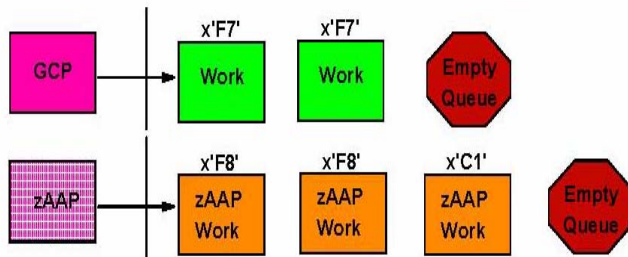 x'F7' x'F7'
GCP Work Work Empty
Queue
x'F8' x'F8' x'C1'
zAAP zAAP zAAP zAAP Empty
Work Work Work Queue